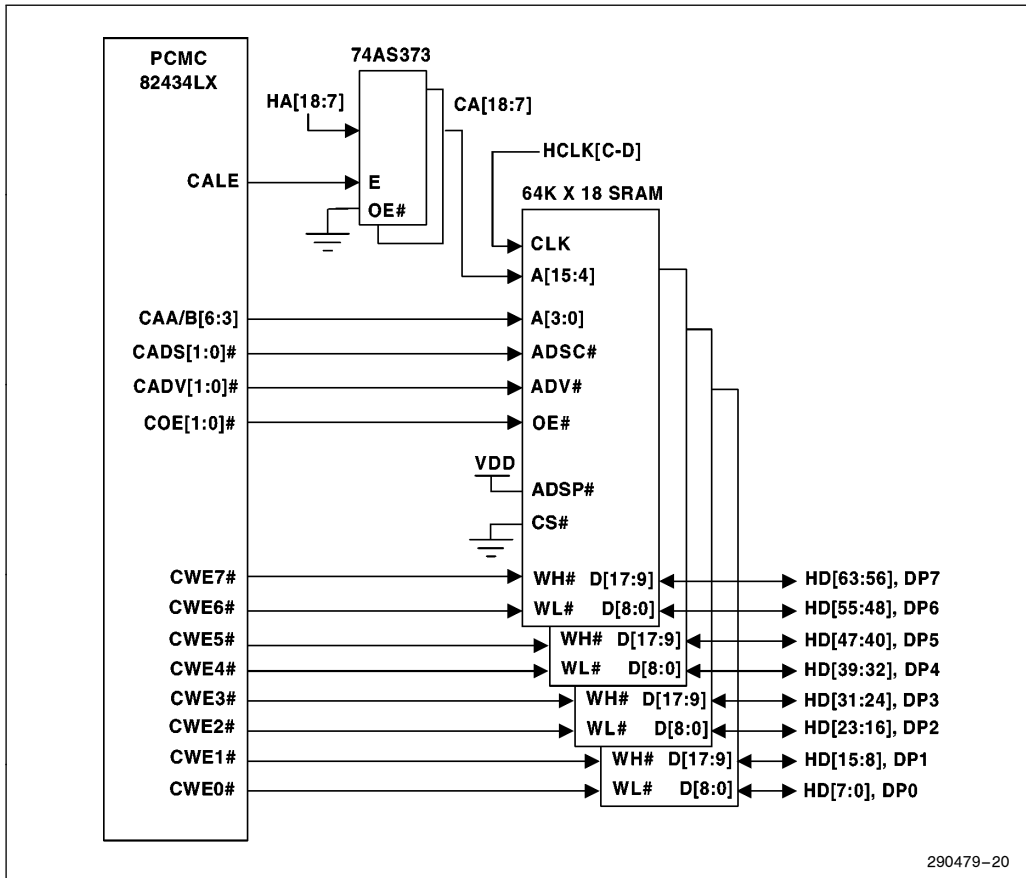 PCMC
82434LX
74AS373
HA[18:7]
CA[18:7]
HCLK[C-D]
CALE
E
OE#
64K X 18 SRAM
CLK
A[15:4]
CAA/B[6:3]
A[3:0]
CADS[1:0]#
ADSC#
CADV[1:0]#
ADV#
COE[1:0]#
OE#
VDD
ADSP#
CS#
CWE7#
WH# D[17:9]
HD[63:56], DP7
CWE6#
WL# D[8:0]
HD[55:48], DP6
CWE5#
WH# D[17:9]
HD[47:40], DP5
CWE4#
WL# D[8:0]
HD[39:32], DP4
CWE3#
WH# D[17:9]
HD[31:24], DP3
CWE2#
WL# D[8:0]
HD[23:16], DP2
CWE1#
WH# D[17:9]
HD[15:8], DP1
CWE0#
WL# D[8:0]
HD[7:0], DP0
290479-20